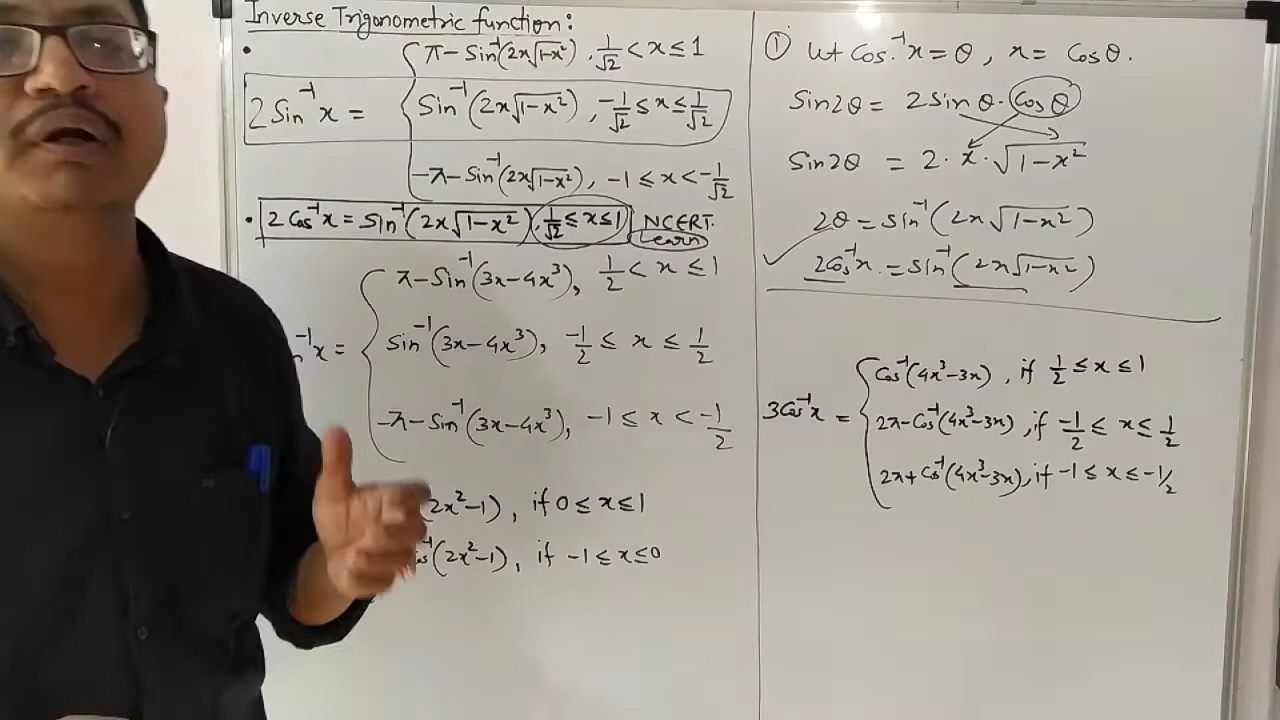 Inverse Trigonometric function:
• 2 Sin⁻¹x = { π - Sin⁻¹(2x√1-x²), 1/√2 < x ≤ 1
Sin⁻¹(2x√1-x²), -1/√2 ≤ x ≤ 1/√2
-π - Sin⁻¹(2x√1-x²), -1 ≤ x < -1/√2
• 2 Cos⁻¹x = Sin⁻¹(2x√1-x²), 1/√2 ≤ x ≤ 1 NCERT.
Learn
n⁻¹x = { π - Sin⁻¹(3x-4x³), 1/2 < x ≤ 1
Sin⁻¹(3x-4x³), -1/2 ≤ x ≤ 1/2
-π - Sin⁻¹(3x-4x³), -1 ≤ x < -1/2
(2x²-1), if 0 ≤ x ≤ 1
os⁻¹(2x²-1), if -1 ≤ x ≤ 0
① Let Cos⁻¹x = θ, x = Cosθ.
Sin2θ = 2 Sinθ. Cosθ
Sin2θ = 2. x. √1-x²
2θ = Sin⁻¹(2x√1-x²)
2Cos⁻¹x = Sin⁻¹(2x√1-x²)
3Cos⁻¹x = { Cos⁻¹(4x³-3x), if 1/2 ≤ x ≤ 1
2π - Cos⁻¹(4x³-3x), if -1/2 ≤ x ≤ 1/2
2π + Cos⁻¹(4x³-3x), if -1 ≤ x ≤ -1/2